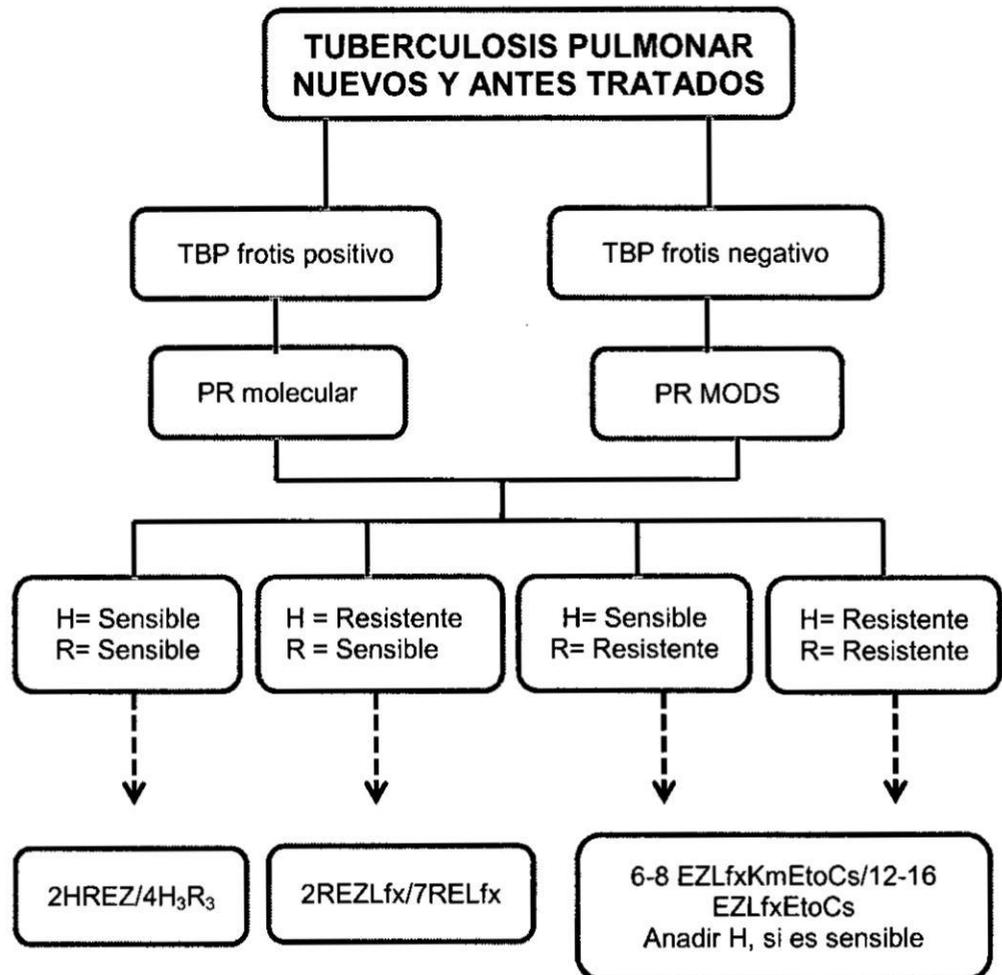 TUBERCULOSIS PULMONAR
NUEVOS Y ANTES TRATADOS
TBP frotis positivo
TBP frotis negativo
PR molecular
PR MODS
H= Sensible
R= Sensible
H = Resistente
R = Sensible
H= Sensible
R= Resistente
H= Resistente
R= Resistente
2HREZ/4H₃R₃
2REZLfx/7RELfx
6-8 EZLfxKmEtoCs/12-16
EZLfxEtoCs
Anadir H, si es sensible